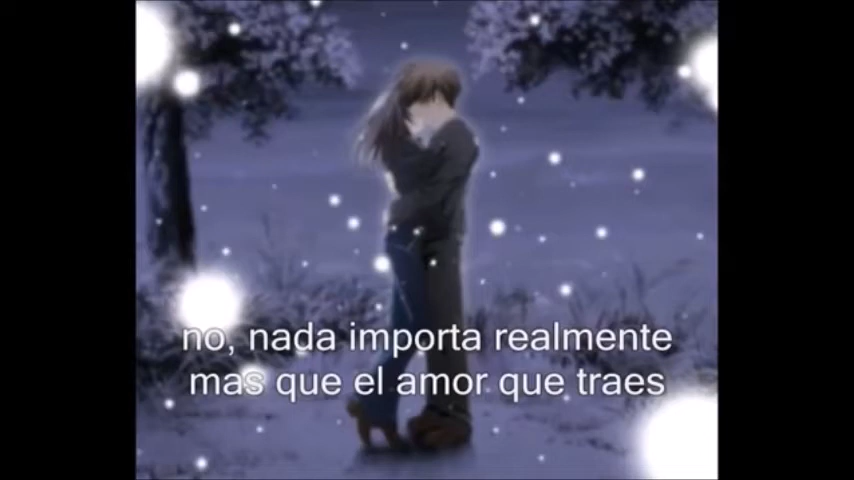 no, nada importa realmente
mas que el amor que traes